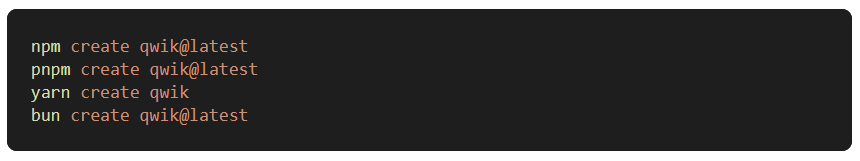 npm create qwik@latest
pnpm create qwik@latest
yarn create qwik
bun create qwik@latest